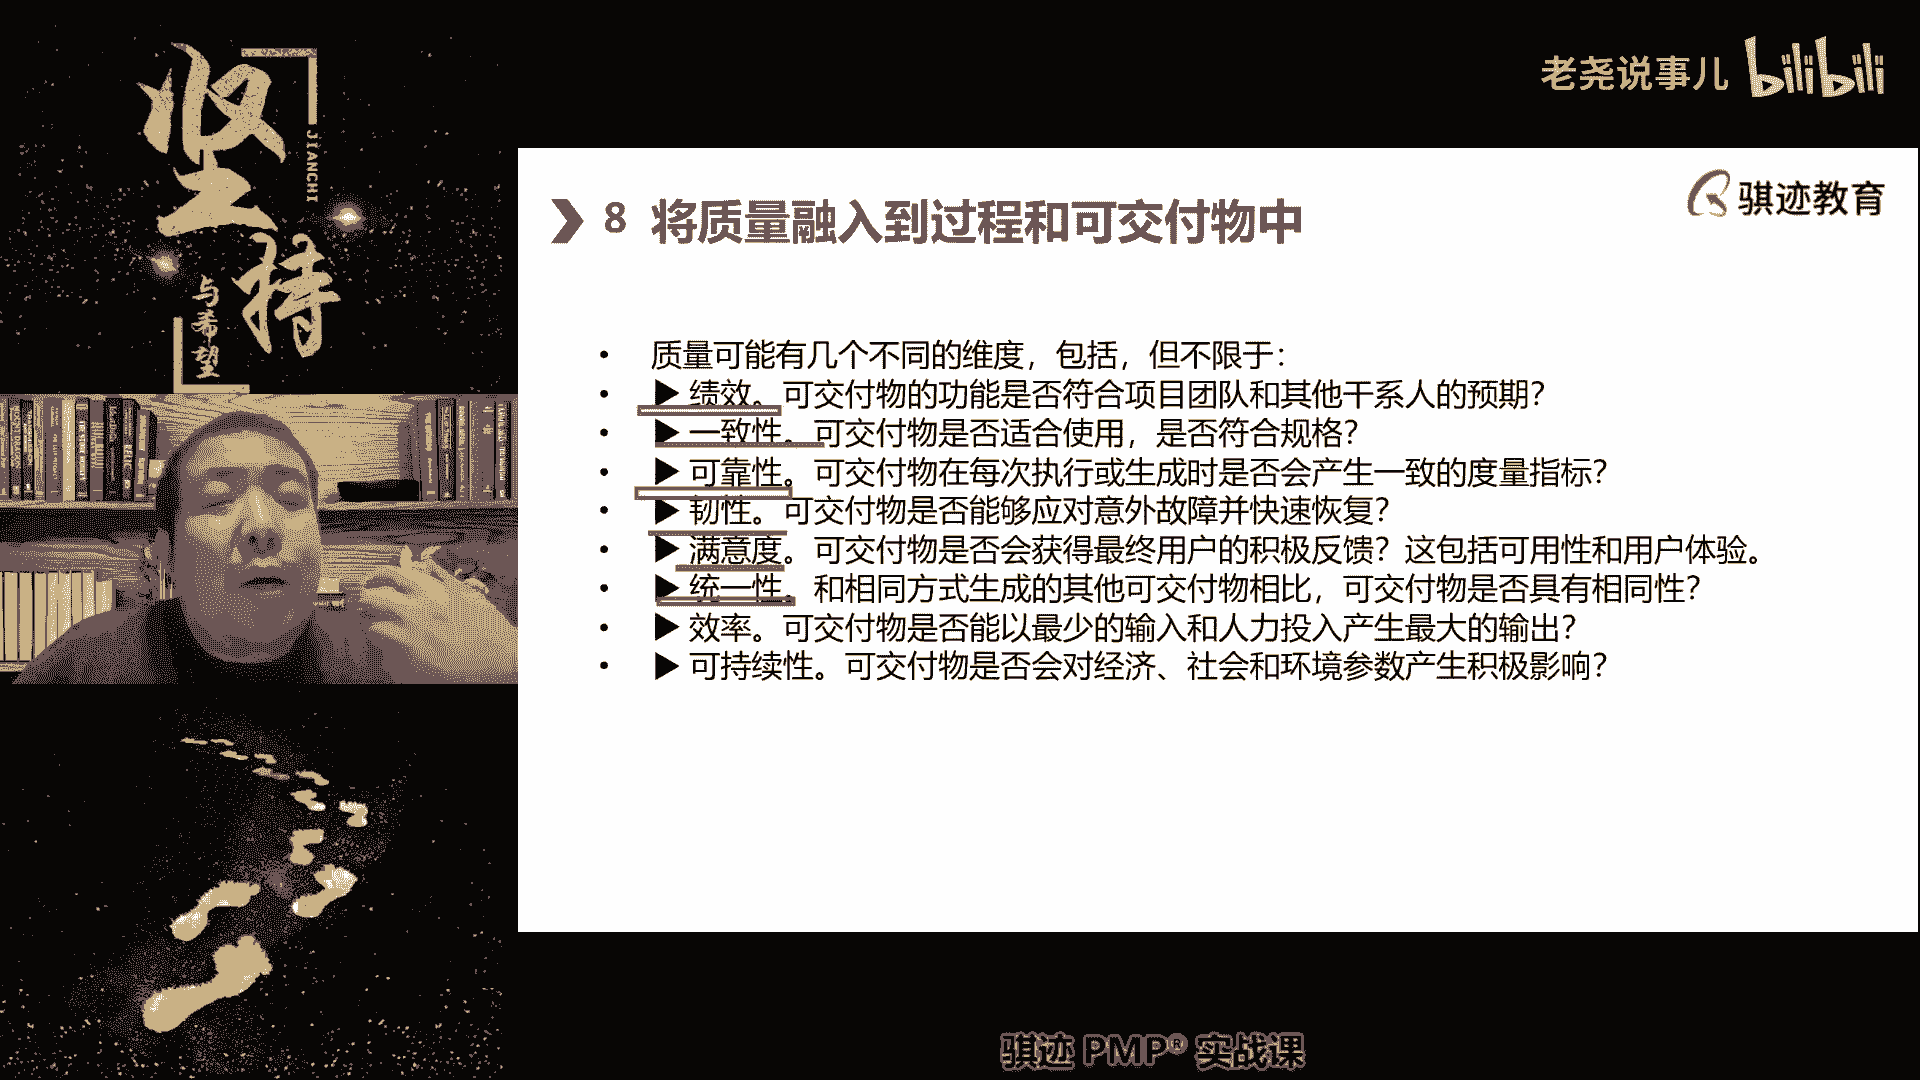 坚持
JIANCHI
与希望
老尧说事儿 bilibili
骐迹教育
8 将质量融入到过程和可交付物中
• 质量可能有几个不同的维度，包括，但不限于：
• ▶ 绩效。可交付物的功能是否符合项目团队和其他干系人的预期？
• ▶ 一致性。可交付物是否适合使用，是否符合规格？
• ▶ 可靠性。可交付物在每次执行或生成时是否会产生一致的度量指标？
• ▶ 韧性。可交付物是否能够应对意外故障并快速恢复？
• ▶ 满意度。可交付物是否会获得最终用户的积极反馈？这包括可用性和用户体验。
• ▶ 统一性。和相同方式生成的其他可交付物相比，可交付物是否具有相同性？
• ▶ 效率。可交付物是否能以最少的输入和人力投入产生最大的输出？
• ▶ 可持续性。可交付物是否会对经济、社会和环境参数产生积极影响？
骐迹 PMP® 实战课